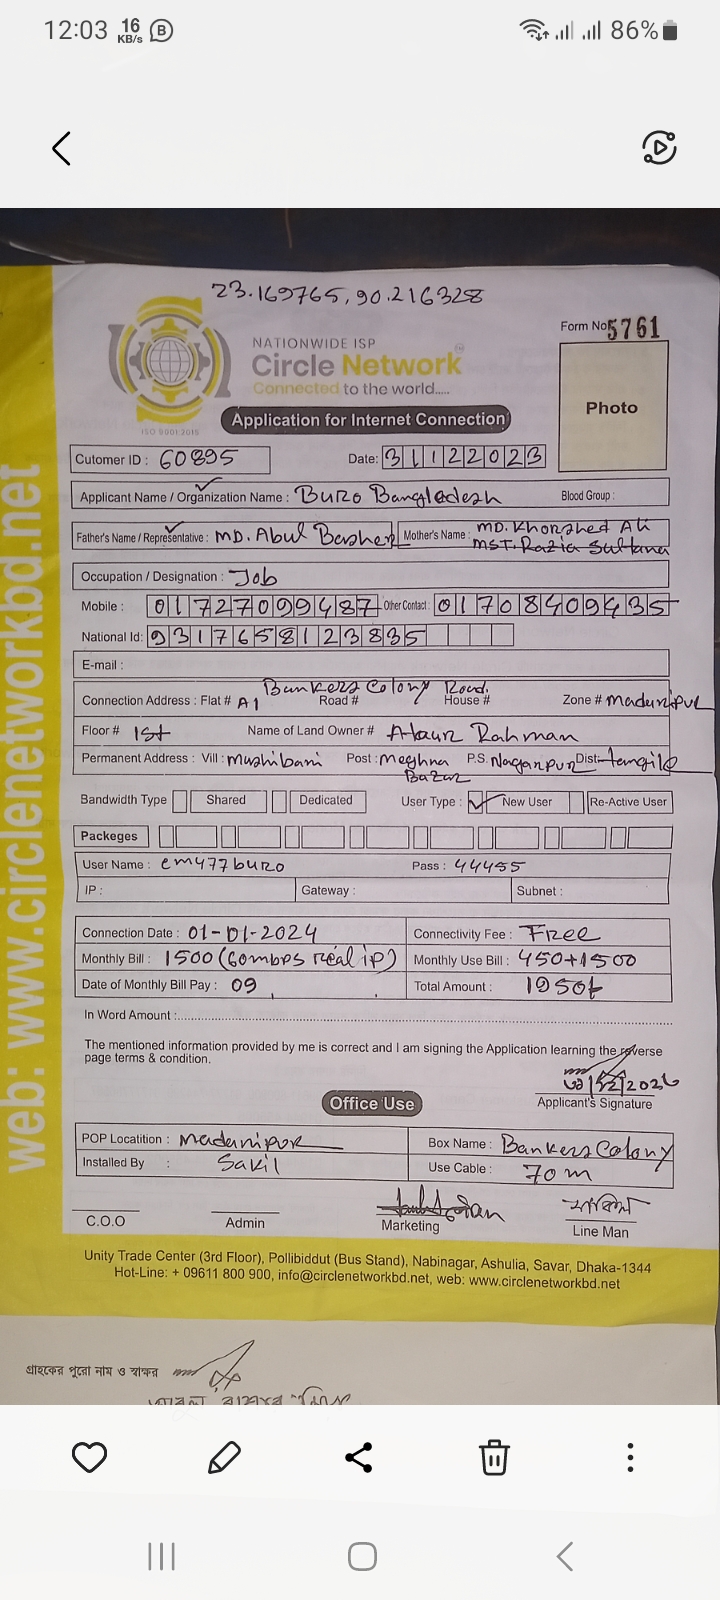 12:03 16 KB/s B 86%
23.169765, 90.216328
Form No 5761
NATIONWIDE ISP
Circle Network
Connected to the world.....
ISO 9001:2015
Photo
Application for Internet Connection
Cutomer ID : 60895 Date: 31122023
Applicant Name / Organization Name : Buro Bangladesh Blood Group :
Father's Name / Representative : MD. Abul Basher Mother's Name : MD. Khorshed Ali
MST. Razia Sultana
Occupation / Designation : Job
Mobile : 01727099487 Other Contact : 01708409435
National Id: 9317658123835
E-mail :
Bankers Colony Road.
Connection Address : Flat # A1 Road # House # Zone # Madaripur
Floor # 1st Name of Land Owner # Ataur Rahman
Permanent Address : Vill : Mushibani Post : Meghna Bazar P.S. Nagarpur Dist: tangile
Bandwidth Type Shared Dedicated User Type : New User Re-Active User
Packeges
User Name : cm477buro Pass : 44455
IP : Gateway : Subnet :
Connection Date : 01-01-2024 Connectivity Fee : Free
Monthly Bill : 1500 (60mbps real ip) Monthly Use Bill : 450+1500
Date of Monthly Bill Pay : 09 Total Amount : 1950/-
In Word Amount :
The mentioned information provided by me is correct and I am signing the Application learning the reverse
page terms & condition.
Applicant's Signature
Office Use
POP Locatition : Madaripur Box Name : Bankers Colony
Installed By : Sakil Use Cable : 70m
C.O.O Admin Marketing Line Man
Unity Trade Center (3rd Floor), Pollibiddut (Bus Stand), Nabinagar, Ashulia, Savar, Dhaka-1344
Hot-Line: + 09611 800 900, info@circlenetworkbd.net, web: www.circlenetworkbd.net
web: www.circlenetworkbd.net
গ্রাহকের পুরো নাম ও স্বাক্ষর